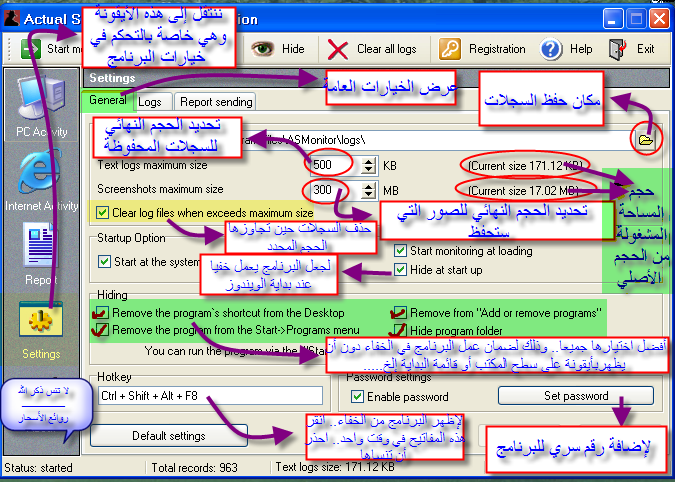 Actual S
ion
ننتقل إلى هذه الأيقونة
وهي خاصة بالتحكم في
خيارات البرنامج
Start mo
Hide
Clear all logs
Registration
Help
Exit
Settings
General
Logs
Report sending
عرض الخيارات العامة
مكان حفظ السجلات
PC Activity
Internet Activity
Report
Settings
تحديد الحجم النهائي
للسجلات المحفوظة
files\ASMonitor\logs\
Text logs maximum size
500
KB
(Current size 171.12 KB)
Screenshots maximum size
300
MB
(Current size 17.02 MB)
حجم
المساحة
المشغولة
من الحجم
الأصلي
Clear log files when exceeds maximum size
تحديد الحجم النهائي للصور التي
ستحفظ
حذف السجلات حين تجاوزها
الحجم المحدد
Startup Option
Start at the system
Start monitoring at loading
Hide at start up
لجعل البرنامج يعمل خفيا
عند بداية الويندوز
Hiding
Remove the program`s shortcut from the Desktop
Remove from "Add or remove programs"
Remove the program from the Start->Programs menu
Hide program folder
You can run the program via the "Sta
أفضل اختيارها جميعا.. وذلك لضمان عمل البرنامج في الخفاء دون أن
يظهر بأيقونة على سطح المكتب أو قائمة البداية الخ.....
Hotkey
Ctrl + Shift + Alt + F8
Password settings
Enable password
Set password
لا تنس ذكر الله
روائع الأسحار
Default settings
لإظهر البرنامج من الخفاء.. انقر
هذه المفاتيح في وقت واحد.. احذر
أن تنساها
لإضافة رقم سري للبرنامج
Status: started
Total records: 963
Text logs size: 171.12 KB